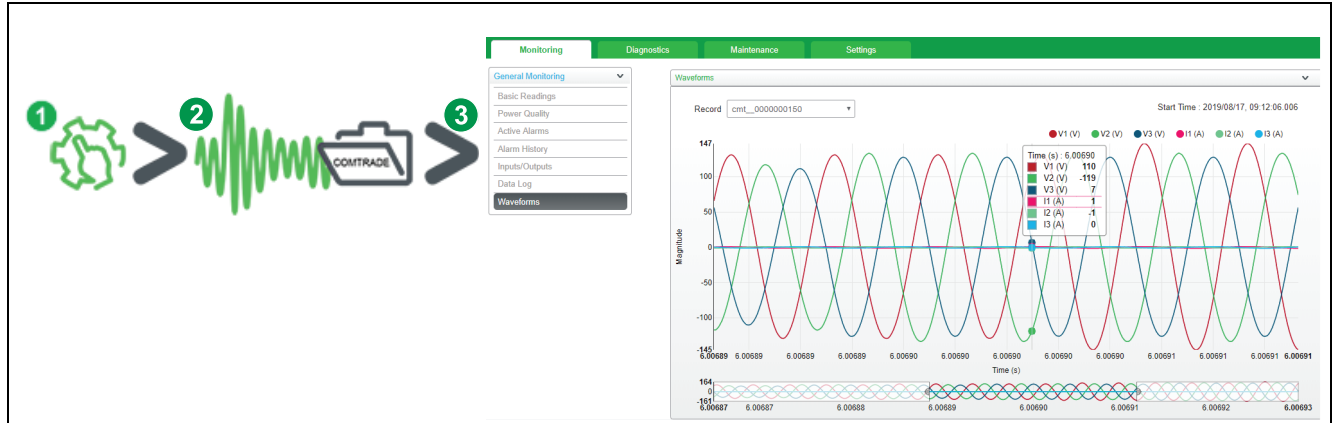 1
2
COMTRADE
3
Monitoring Diagnostics Maintenance Settings
General Monitoring
Basic Readings
Power Quality
Active Alarms
Alarm History
Inputs/Outputs
Data Log
Waveforms
Waveforms
Record cmt__0000000150 Start Time : 2019/08/17, 09:12:06.006
V1 (V) V2 (V) V3 (V) I1 (A) I2 (A) I3 (A)
147
100
50
0
-50
-100
-145
Magnitude
Time (s) : 6.00690
V1 (V) 110
V2 (V) -119
V3 (V) 7
I1 (A) 1
I2 (A) -1
I3 (A) 0
6.00689 6.00689 6.00689 6.00689 6.00690 6.00690 6.00690 6.00690 6.00690 6.00691 6.00691 6.00691 6.00691
Time (s)
164
0
-161
6.00687 6.00687 6.00688 6.00689 6.00690 6.00691 6.00692 6.00693